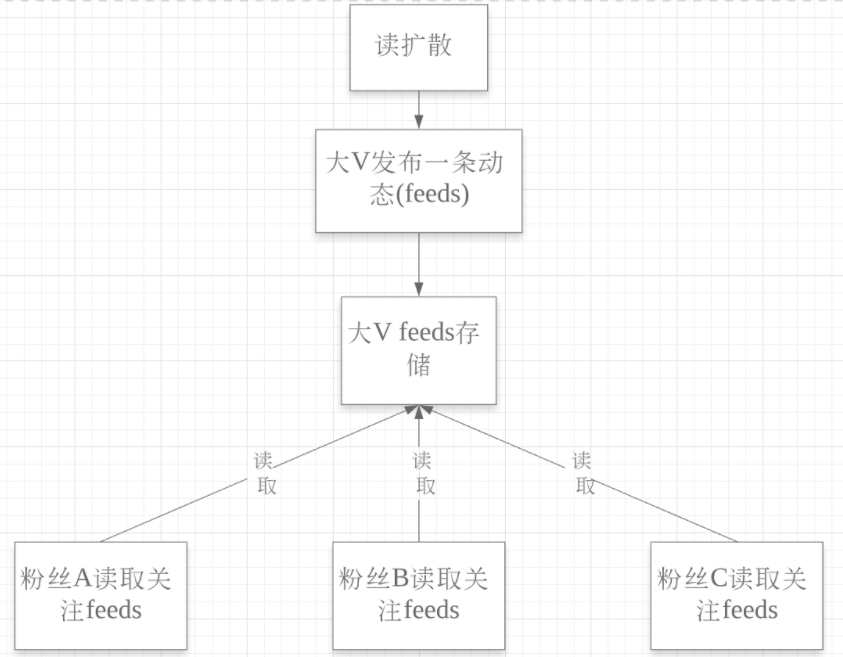 读扩散
大V发布一条动
态(feeds)
大V feeds存
储
读
取
读
取
读
取
粉丝A读取关
注feeds
粉丝B读取关
注feeds
粉丝C读取关
注feeds